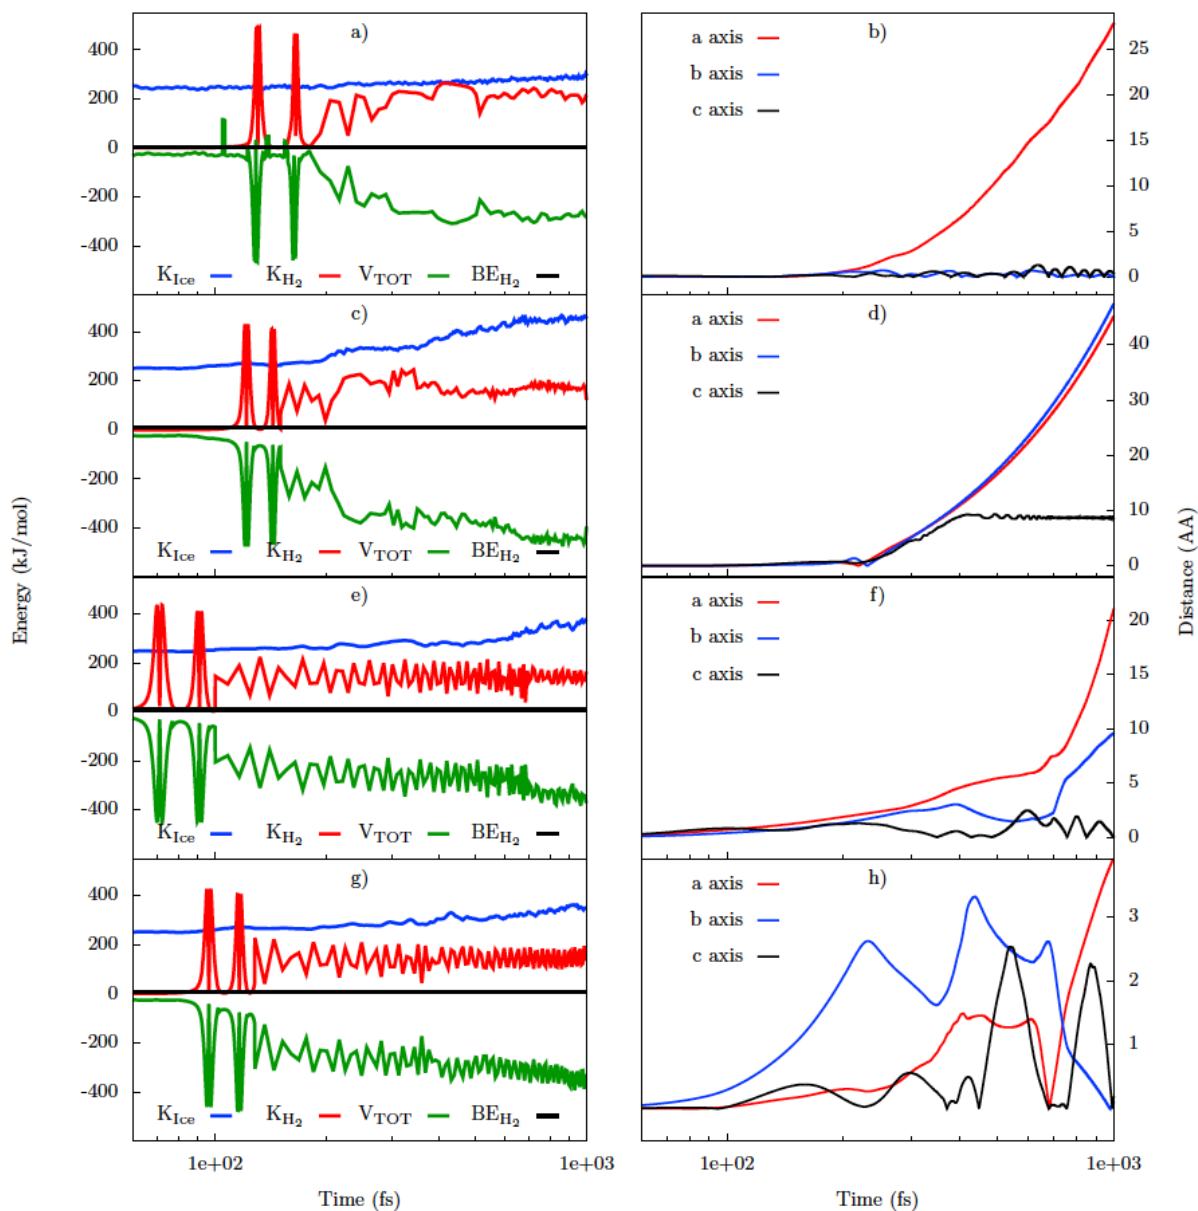 a)
400
200
0
-200
-400
K_Ice K_H2 V_TOT BE_H2
b)
a axis
b axis
c axis
25
20
15
10
5
0
c)
400
200
0
-200
-400
K_Ice K_H2 V_TOT BE_H2
d)
a axis
b axis
c axis
40
30
20
10
0
Energy (kJ/mol)
Distance (AA)
e)
400
200
0
-200
-400
K_Ice K_H2 V_TOT BE_H2
f)
a axis
b axis
c axis
20
15
10
5
0
g)
400
200
0
-200
-400
K_Ice K_H2 V_TOT BE_H2
h)
a axis
b axis
c axis
3
2
1
1e+02 1e+03
Time (fs)
1e+02 1e+03
Time (fs)